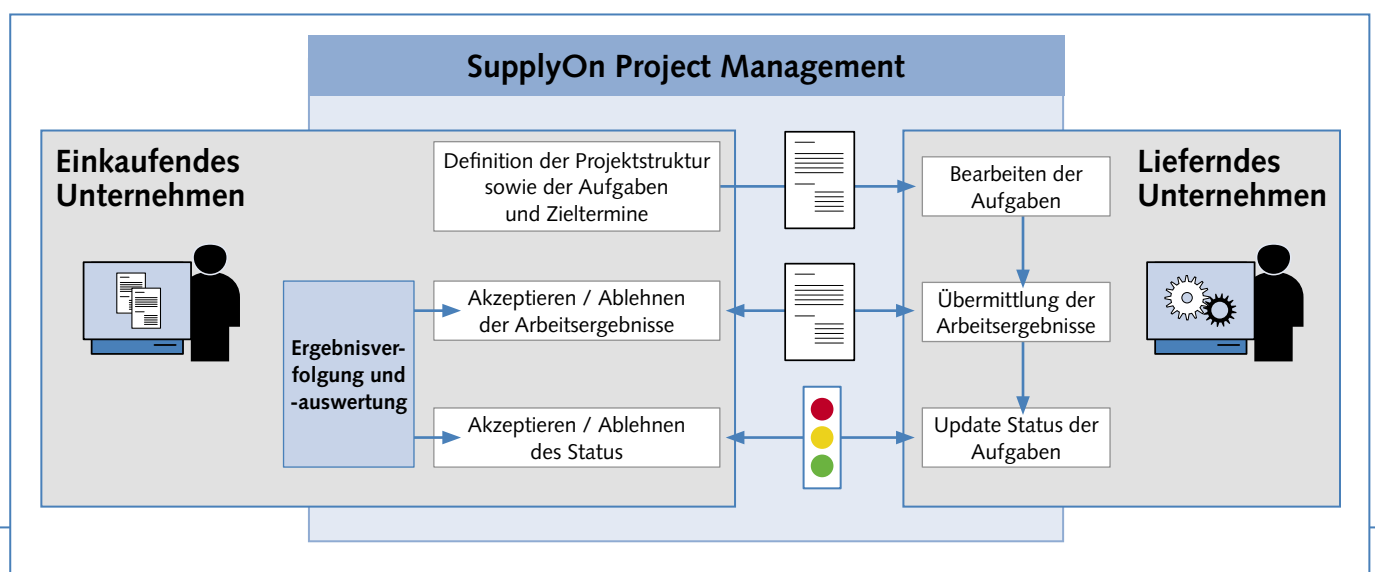 SupplyOn Project Management
Einkaufendes
Unternehmen
Definition der Projektstruktur
sowie der Aufgaben
und Zieltermine
Bearbeiten der
Aufgaben
Lieferndes
Unternehmen
Ergebnisver-
folgung und
-auswertung
Akzeptieren / Ablehnen
der Arbeitsergebnisse
Übermittlung der
Arbeitsergebnisse
Akzeptieren / Ablehnen
des Status
Update Status der
Aufgaben